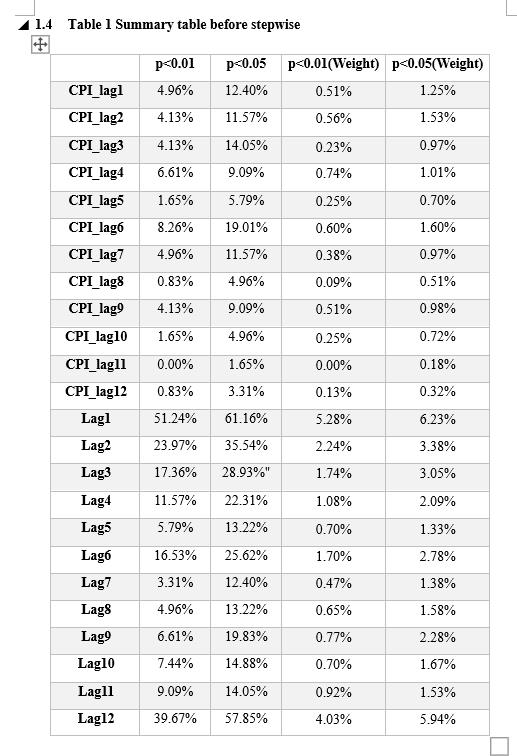 1.4 Table 1 Summary table before stepwise
p<0.01 p<0.05 p<0.01(Weight) p<0.05(Weight)
CPI_lag1 4.96% 12.40% 0.51% 1.25%
CPI_lag2 4.13% 11.57% 0.56% 1.53%
CPI_lag3 4.13% 14.05% 0.23% 0.97%
CPI_lag4 6.61% 9.09% 0.74% 1.01%
CPI_lag5 1.65% 5.79% 0.25% 0.70%
CPI_lag6 8.26% 19.01% 0.60% 1.60%
CPI_lag7 4.96% 11.57% 0.38% 0.97%
CPI_lag8 0.83% 4.96% 0.09% 0.51%
CPI_lag9 4.13% 9.09% 0.51% 0.98%
CPI_lag10 1.65% 4.96% 0.25% 0.72%
CPI_lag11 0.00% 1.65% 0.00% 0.18%
CPI_lag12 0.83% 3.31% 0.13% 0.32%
Lag1 51.24% 61.16% 5.28% 6.23%
Lag2 23.97% 35.54% 2.24% 3.38%
Lag3 17.36% 28.93%" 1.74% 3.05%
Lag4 11.57% 22.31% 1.08% 2.09%
Lag5 5.79% 13.22% 0.70% 1.33%
Lag6 16.53% 25.62% 1.70% 2.78%
Lag7 3.31% 12.40% 0.47% 1.38%
Lag8 4.96% 13.22% 0.65% 1.58%
Lag9 6.61% 19.83% 0.77% 2.28%
Lag10 7.44% 14.88% 0.70% 1.67%
Lag11 9.09% 14.05% 0.92% 1.53%
Lag12 39.67% 57.85% 4.03% 5.94%